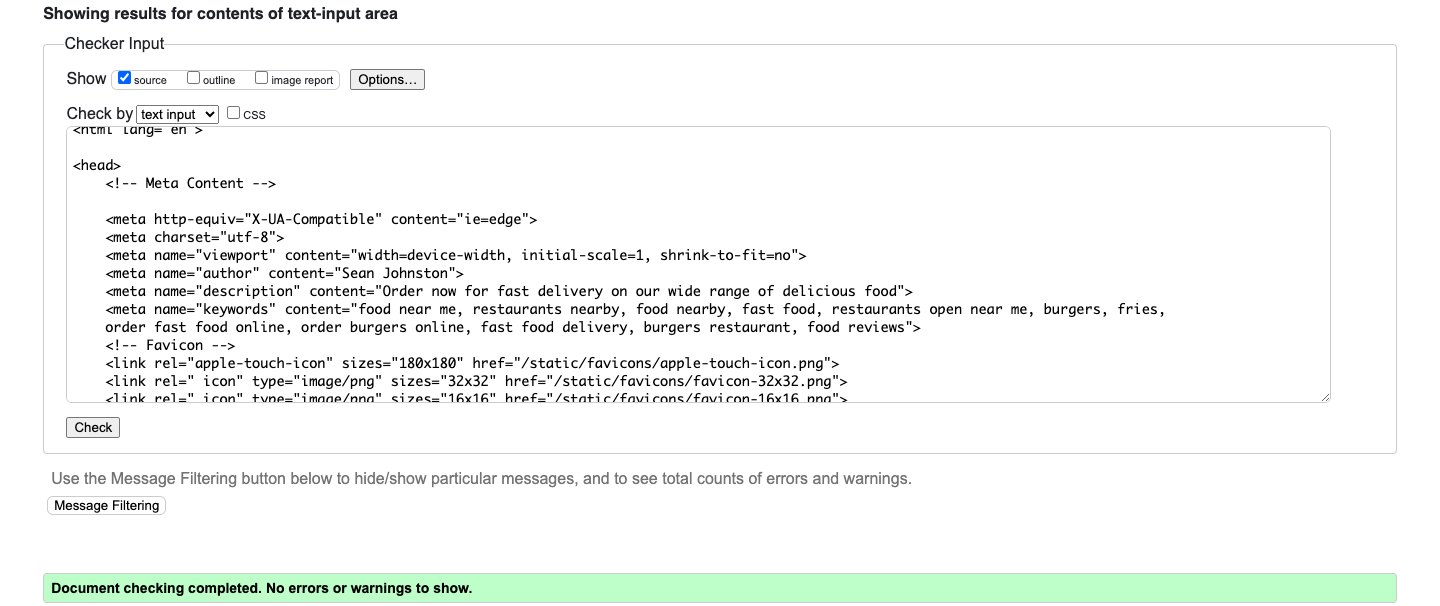 Showing results for contents of text-input area
Checker Input
Show source outline image report Options...
Check by text input CSS
<html lang="en">
<head>
<!-- Meta Content -->
<meta http-equiv="X-UA-Compatible" content="ie=edge">
<meta charset="utf-8">
<meta name="viewport" content="width=device-width, initial-scale=1, shrink-to-fit=no">
<meta name="author" content="Sean Johnston">
<meta name="description" content="Order now for fast delivery on our wide range of delicious food">
<meta name="keywords" content="food near me, restaurants nearby, food nearby, fast food, restaurants open near me, burgers, fries,
order fast food online, order burgers online, fast food delivery, burgers restaurant, food reviews">
<!-- Favicon -->
<link rel="apple-touch-icon" sizes="180x180" href="/static/favicons/apple-touch-icon.png">
<link rel=" icon" type="image/png" sizes="32x32" href="/static/favicons/favicon-32x32.png">
<link rel=" icon" type="image/png" sizes="16x16" href="/static/favicons/favicon-16x16.png">
Check
Use the Message Filtering button below to hide/show particular messages, and to see total counts of errors and warnings.
Message Filtering
Document checking completed. No errors or warnings to show.